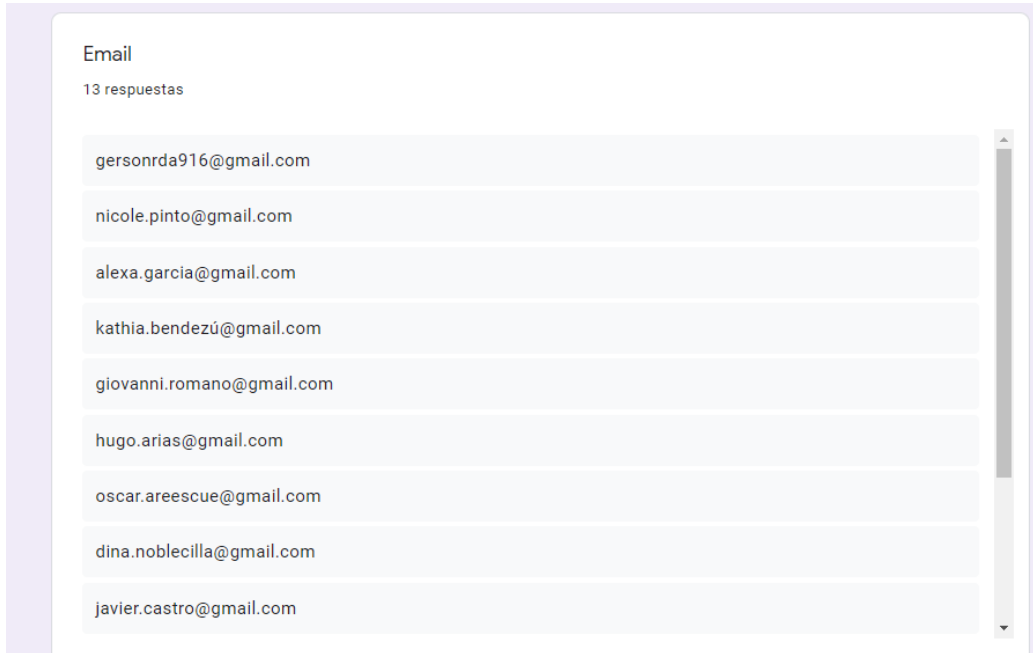 Email
13 respuestas
gersonrda916@gmail.com
nicole.pinto@gmail.com
alexa.garcia@gmail.com
kathia.bendezú@gmail.com
giovanni.romano@gmail.com
hugo.arias@gmail.com
oscar.areescue@gmail.com
dina.noblecilla@gmail.com
javier.castro@gmail.com